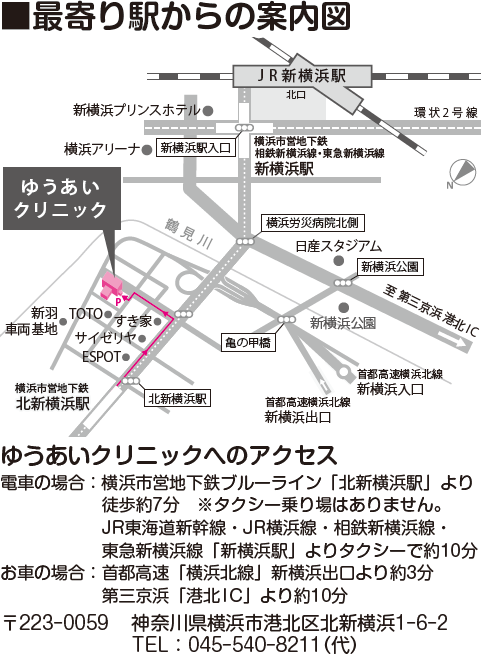 ■最寄り駅からの案内図
JR新横浜駅
北口
新横浜プリンスホテル
環状2号線
横浜アリーナ
新横浜駅入口
横浜市営地下鉄
相鉄新横浜線・東急新横浜線
新横浜駅
ゆうあい
クリニック
鶴見川
横浜労災病院北側
日産スタジアム
新横浜公園
至 第三京浜港北IC
P
新羽
車両基地
TOTO
すき家
サイゼリヤ
ESPOT
新横浜公園
亀の甲橋
首都高速横浜北線
新横浜入口
首都高速横浜北線
新横浜出口
横浜市営地下鉄
北新横浜駅
北新横浜駅
N
ゆうあいクリニックへのアクセス
電車の場合：横浜市営地下鉄ブルーライン「北新横浜駅」より
徒歩約7分　※タクシー乗り場はありません。
JR東海道新幹線・JR横浜線・相鉄新横浜線・
東急新横浜線「新横浜駅」よりタクシーで約10分
お車の場合：首都高速「横浜北線」新横浜出口より約3分
第三京浜「港北IC」より約10分
〒223-0059　神奈川県横浜市港北区北新横浜1-6-2
TEL：045-540-8211（代）